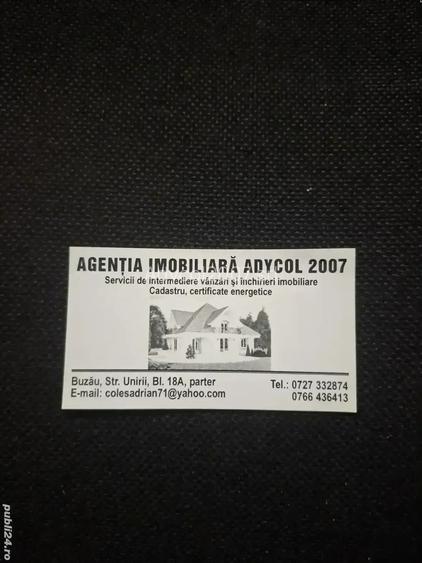 AGENȚIA IMOBILIARĂ ADYCOL 2007
Servicii de intermediere vânzări și închirieri imobiliare
Cadastru, certificate energetice
Buzău, Str. Unirii, Bl. 18A, parter
E-mail: colesadrian71@yahoo.com
Tel.: 0727 332874
0766 436413
publi24.ro